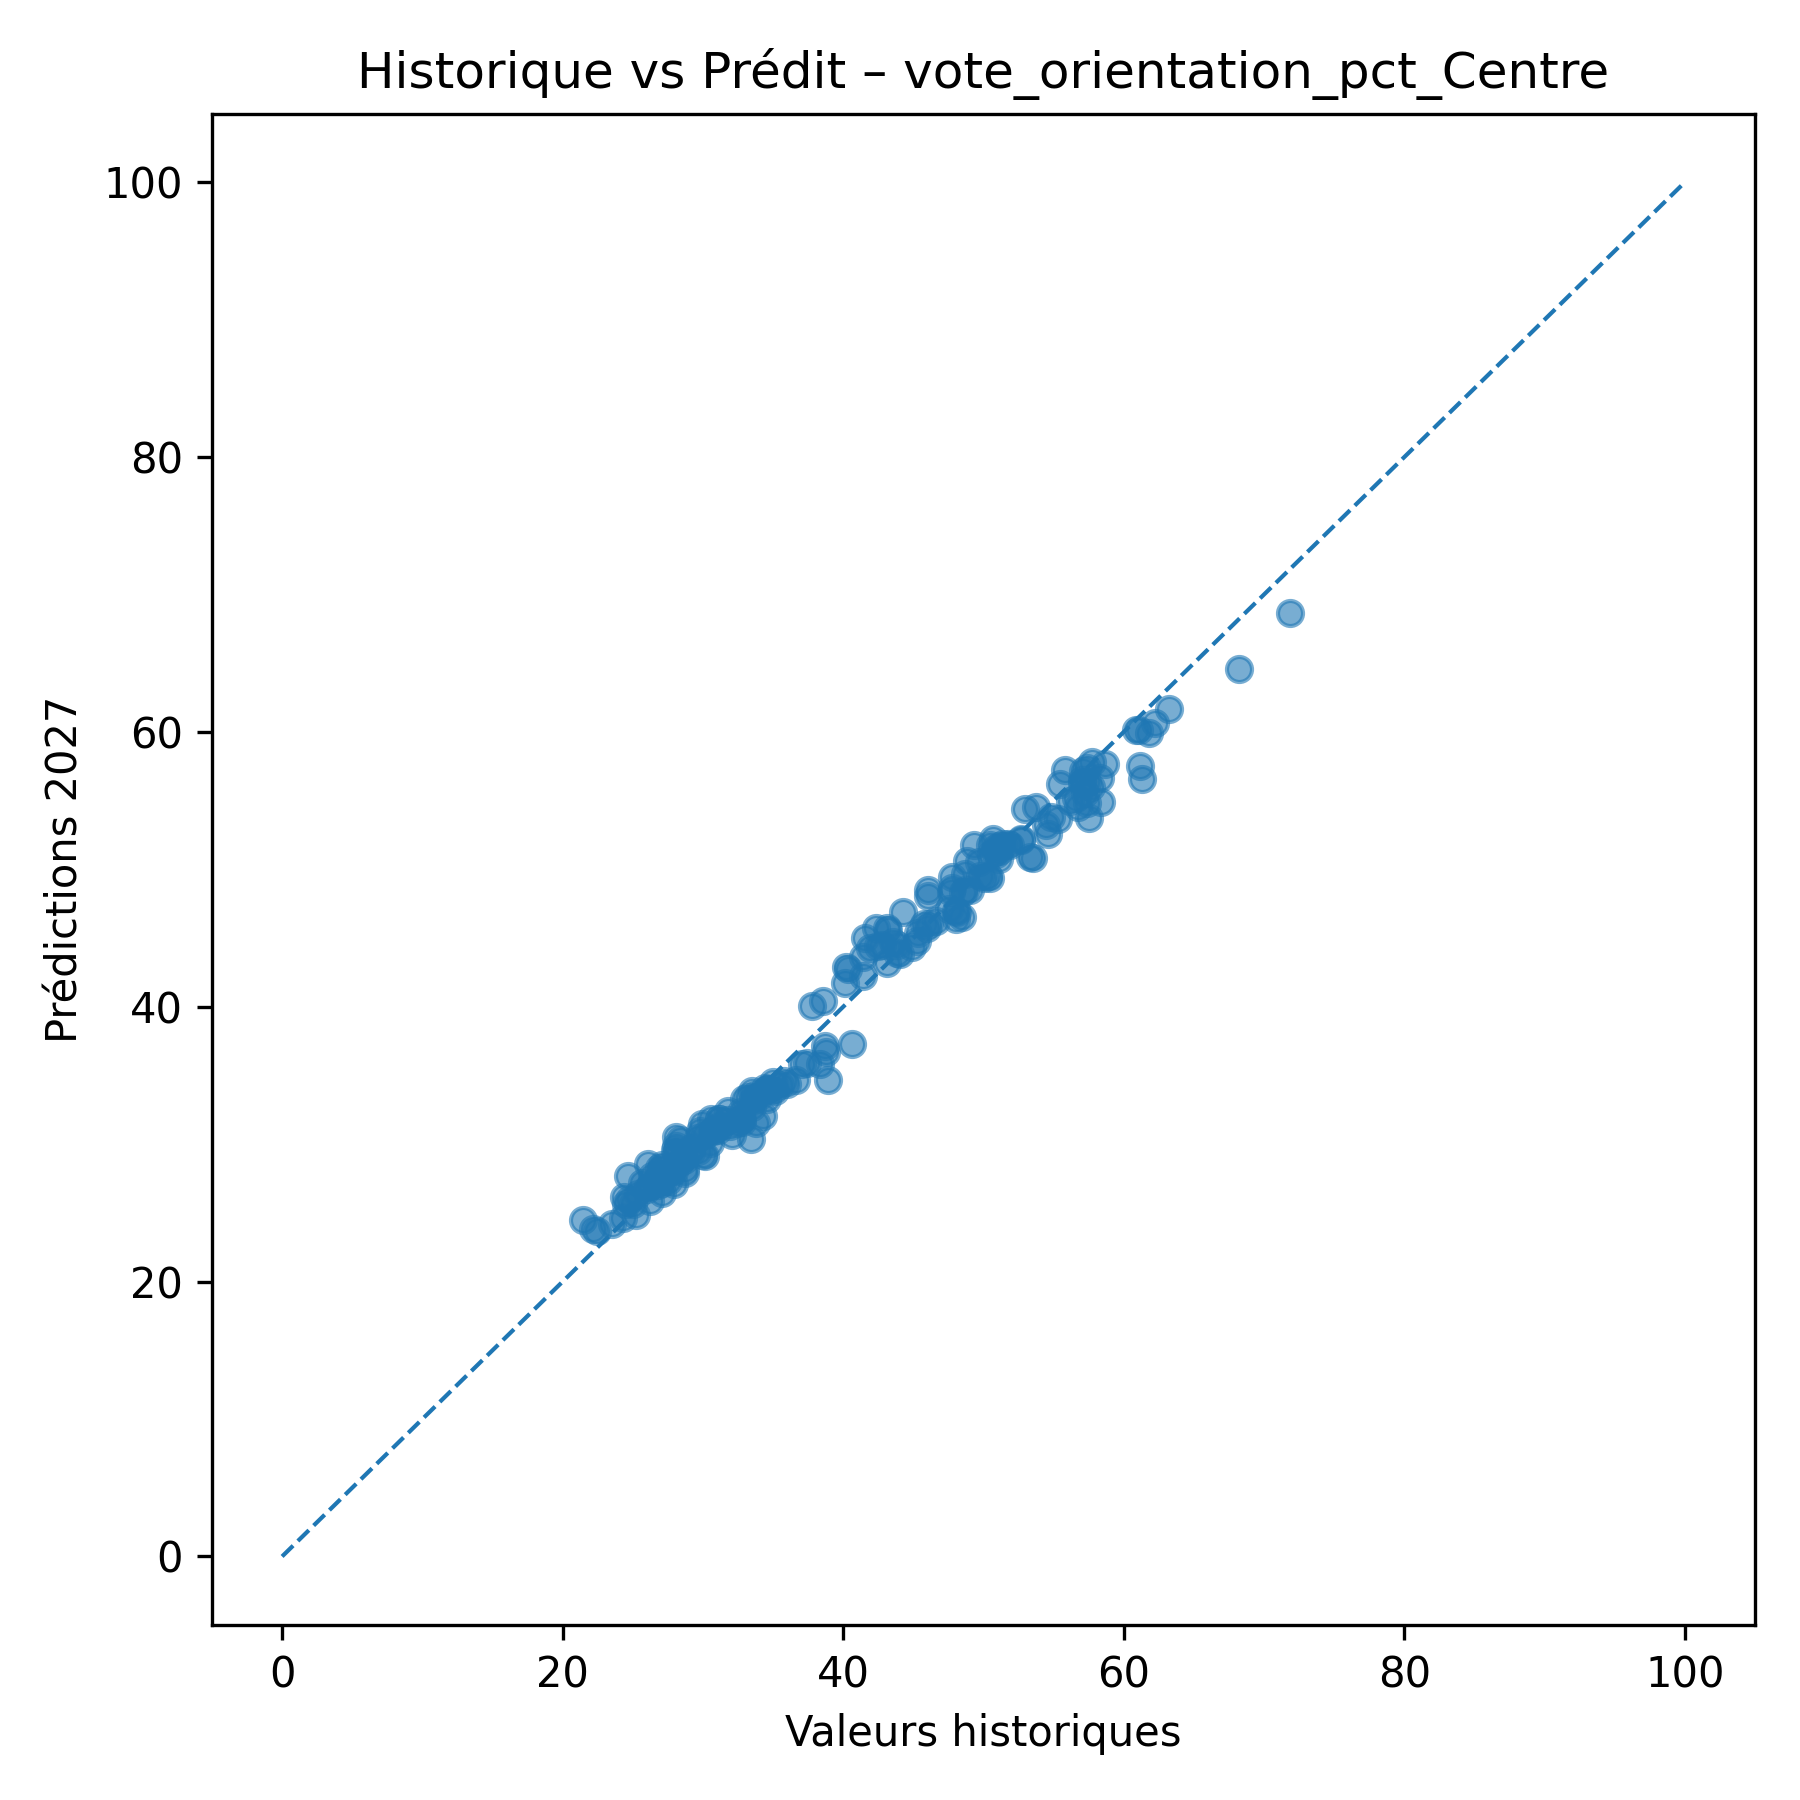 Historique vs Prédit – vote_orientation_pct_Centre
100
80
60
40
20
0
Prédictions 2027
0 20 40 60 80 100
Valeurs historiques